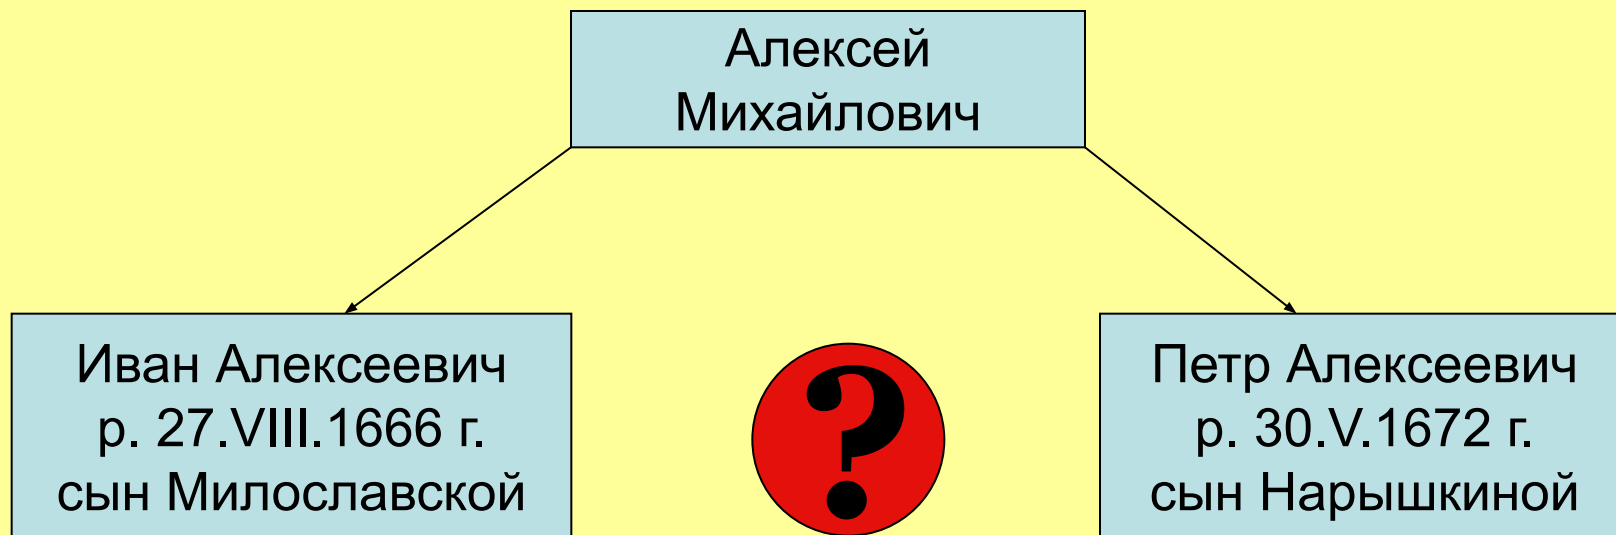 Алексей
Михайлович
Иван Алексеевич
р. 27.VIII.1666 г.
сын Милославской
?
Петр Алексеевич
р. 30.V.1672 г.
сын Нарышкиной